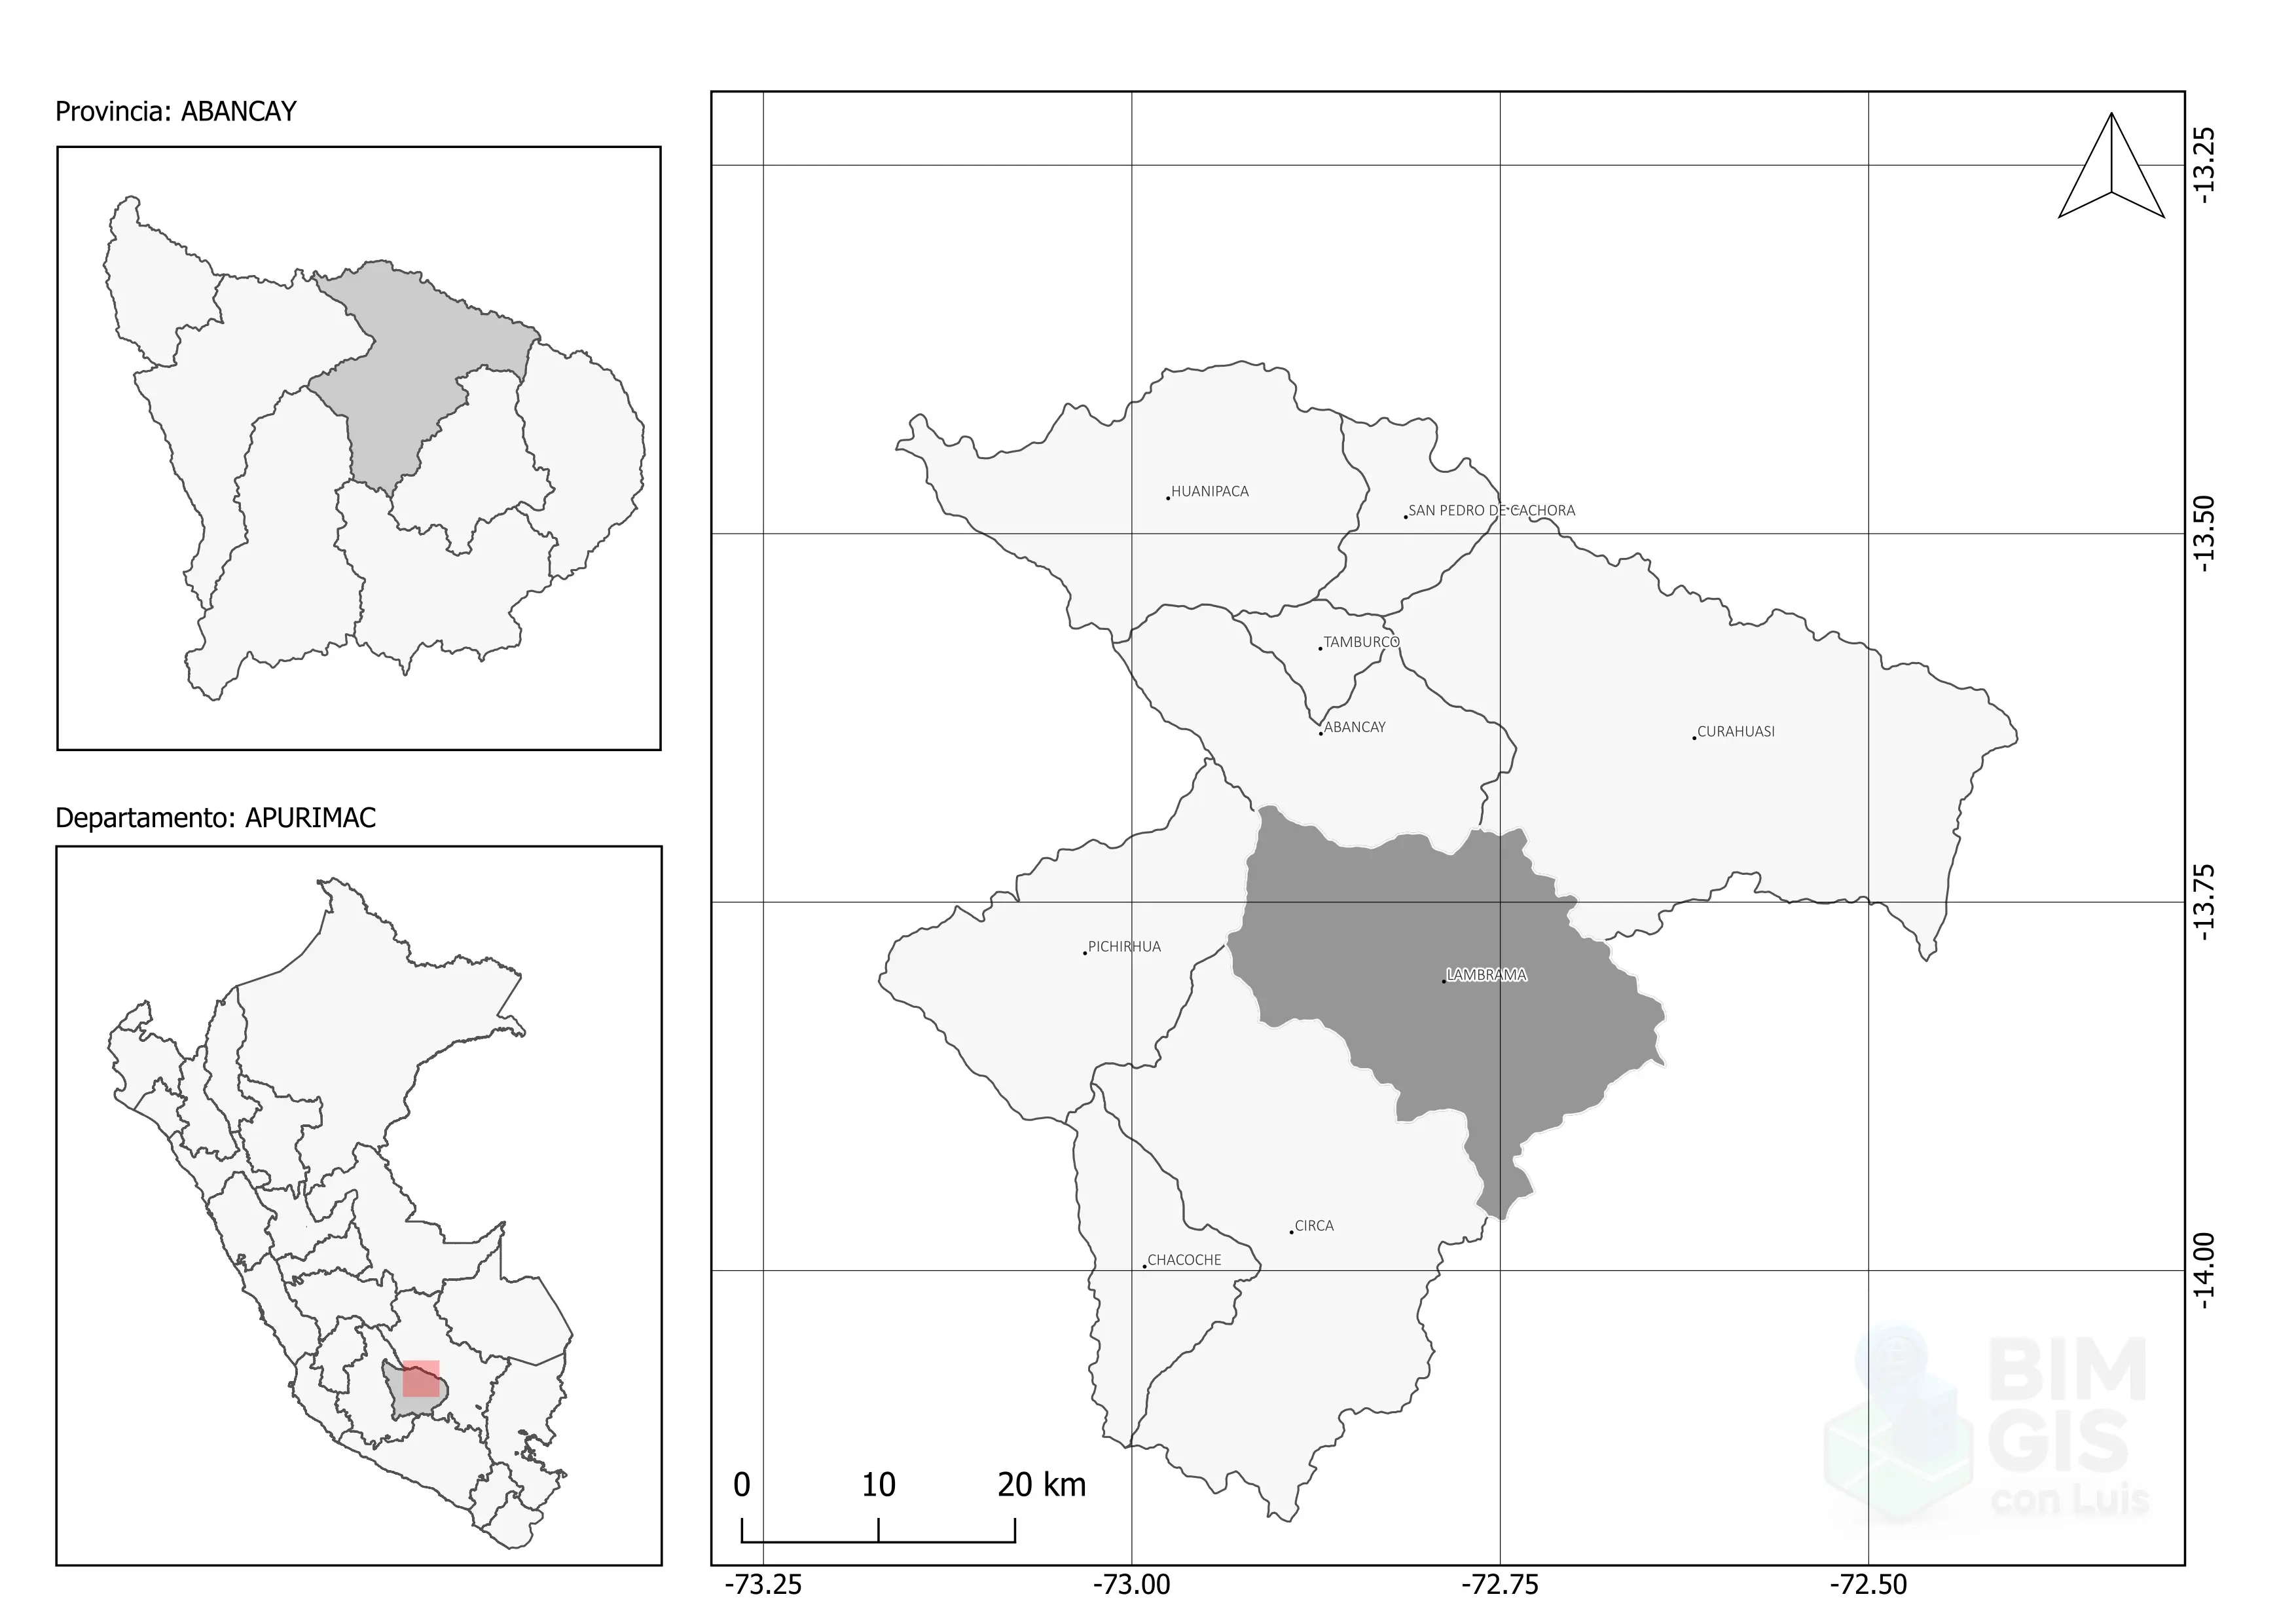 Provincia: ABANCAY
Departamento: APURIMAC
HUANIPACA
SAN PEDRO DE CACHORA
TAMBURCO
ABANCAY
CURAHUASI
PICHIRHUA
LAMBRAMA
CIRCA
CHACOCHE
0 10 20 km
-13.25
-13.50
-13.75
-14.00
-73.25 -73.00 -72.75 -72.50
BIM
GIS
con Luis